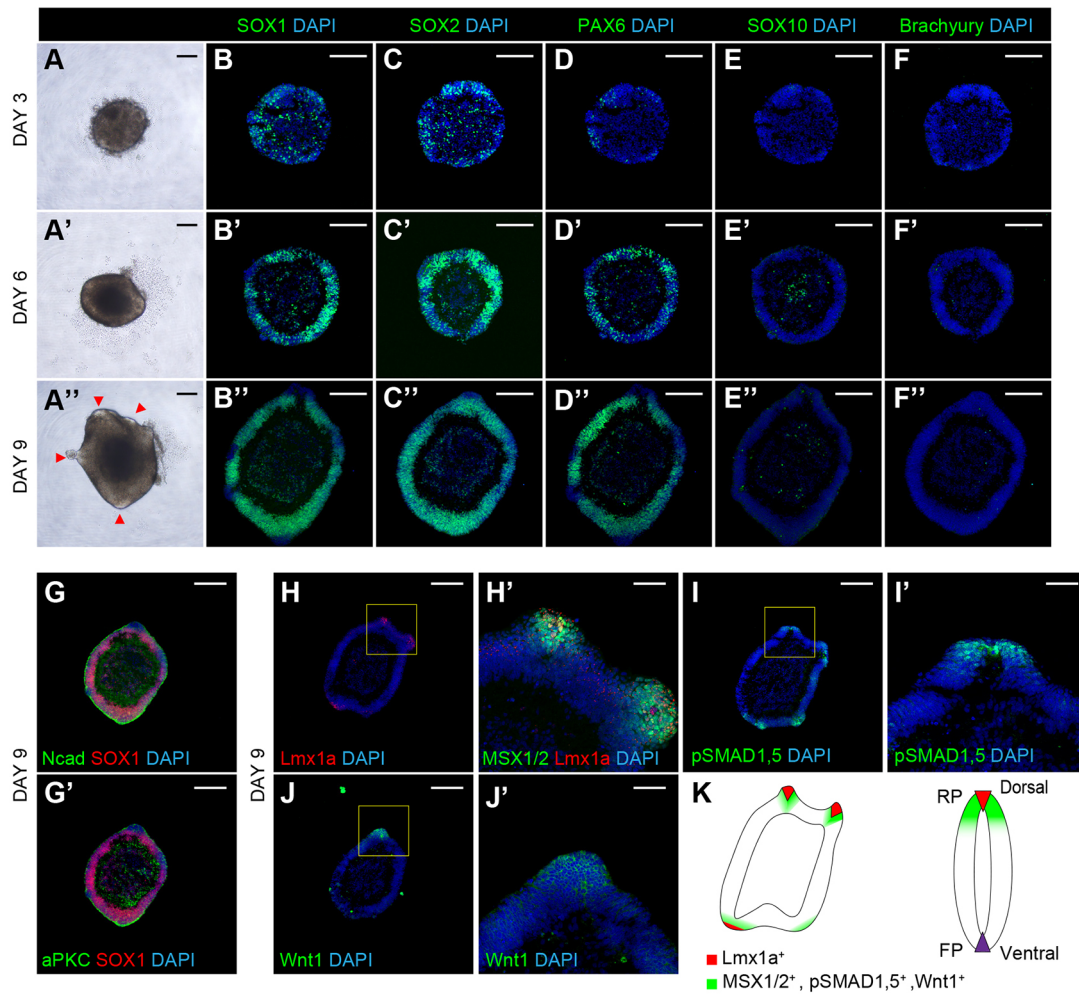 SOX1 DAPI SOX2 DAPI PAX6 DAPI SOX10 DAPI Brachyury DAPI
DAY 3
A B C D E F
DAY 6
A’ B’ C’ D’ E’ F’
DAY 9
A’’ B’’ C’’ D’’ E’’ F’’
DAY 9
G
Ncad SOX1 DAPI
G’
aPKC SOX1 DAPI
DAY 9
H
Lmx1a DAPI
H’
MSX1/2 Lmx1a DAPI
I
pSMAD1,5 DAPI
I’
pSMAD1,5 DAPI
J
Wnt1 DAPI
J’
Wnt1 DAPI
K
RP Dorsal
FP Ventral
Lmx1a⁺
MSX1/2⁺ , pSMAD1,5⁺ ,Wnt1⁺